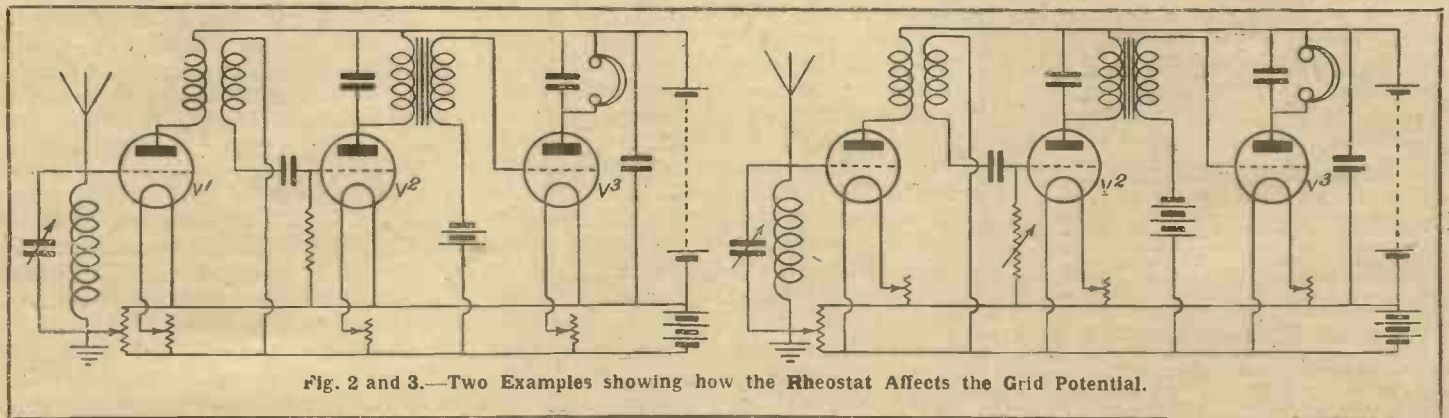 V1
V2
V3
V2
V3
Fig. 2 and 3.—Two Examples showing how the Rheostat Affects the Grid Potential.